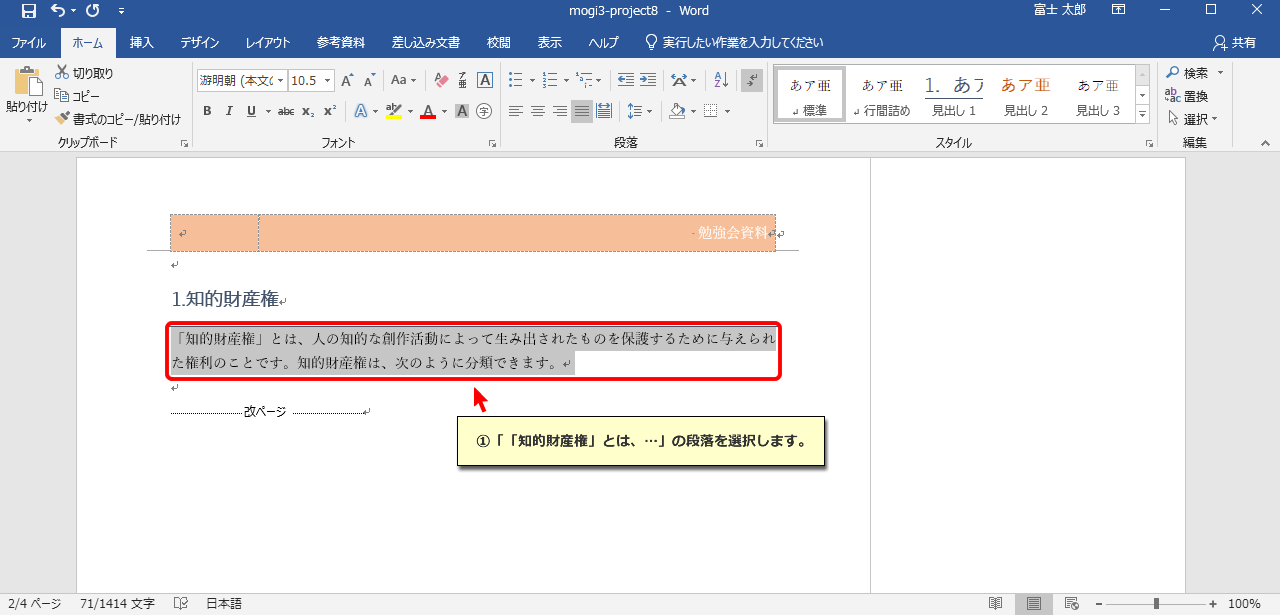 mogi3-project8 - Word
富士 太郎
ファイル ホーム 挿入 デザイン レイアウト 参考資料 差し込み文書 校閲 表示 ヘルプ 実行したい作業を入力してください 共有
貼り付け
切り取り
コピー
書式のコピー/貼り付け
クリップボード
游明朝 (本文の 10.5
Aa
B I U abc x₂ x²
フォント
段落
あア亜 標準
あア亜 行間詰め
1. あア 見出し 1
あア亜 見出し 2
あア亜 見出し 3
スタイル
検索
置換
選択
編集
勉強会資料
1.知的財産権
「知的財産権」とは、人の知的な創作活動によって生み出されたものを保護するために与えられ
た権利のことです。知的財産権は、次のように分類できます。
改ページ
①「「知的財産権」とは、…」の段落を選択します。
2/4 ページ 71/1414 文字 日本語 100%